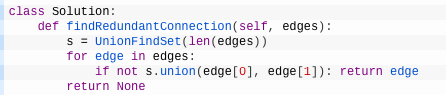 class Solution:
    def findRedundantConnection(self, edges):
        s = UnionFindSet(len(edges))
        for edge in edges:
            if not s.union(edge[0], edge[1]): return edge
        return None